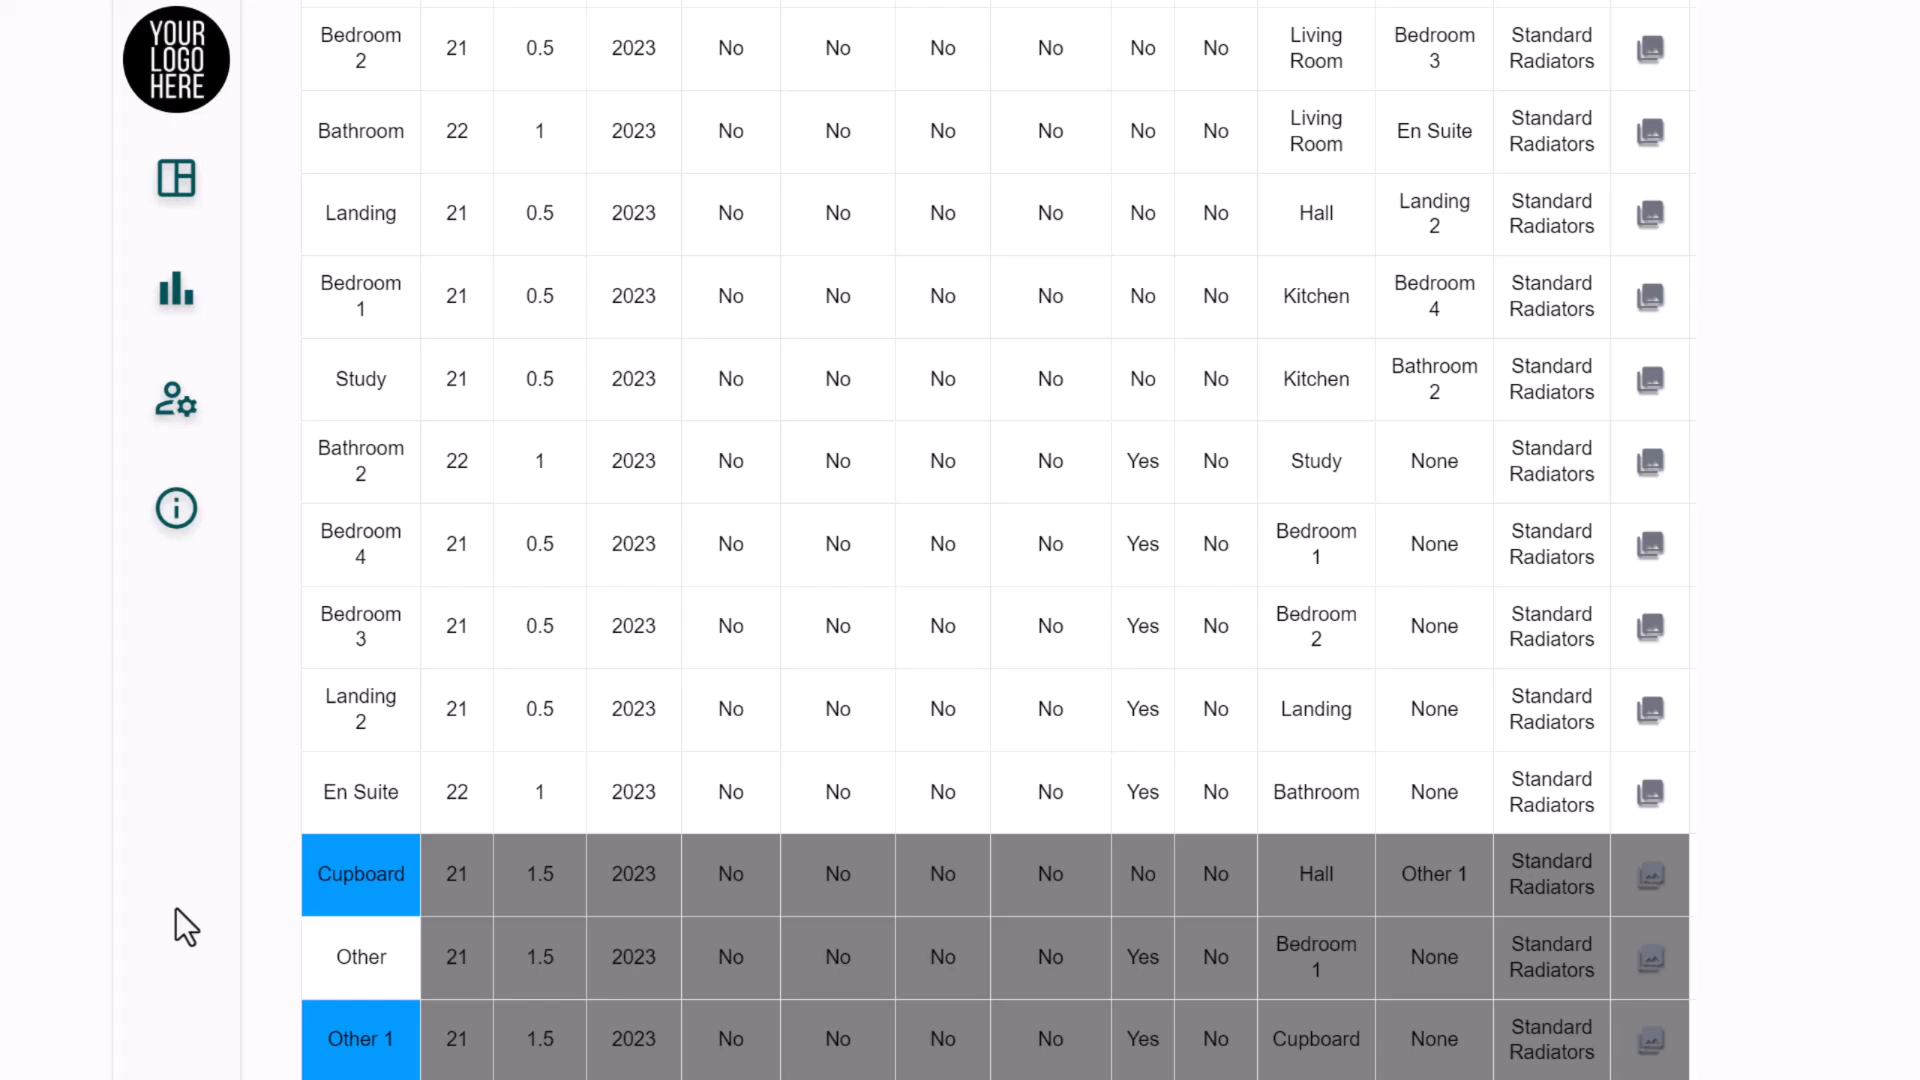 YOUR
LOGO
HERE
Bedroom 2 21 0.5 2023 No No No No No No Living Room Bedroom 3 Standard Radiators
Bathroom 22 1 2023 No No No No No No Living Room En Suite Standard Radiators
Landing 21 0.5 2023 No No No No No No Hall Landing 2 Standard Radiators
Bedroom 1 21 0.5 2023 No No No No No No Kitchen Bedroom 4 Standard Radiators
Study 21 0.5 2023 No No No No No No Kitchen Bathroom 2 Standard Radiators
Bathroom 2 22 1 2023 No No No No Yes No Study None Standard Radiators
Bedroom 4 21 0.5 2023 No No No No Yes No Bedroom 1 None Standard Radiators
Bedroom 3 21 0.5 2023 No No No No Yes No Bedroom 2 None Standard Radiators
Landing 2 21 0.5 2023 No No No No Yes No Landing None Standard Radiators
En Suite 22 1 2023 No No No No Yes No Bathroom None Standard Radiators
Cupboard 21 1.5 2023 No No No No No No Hall Other 1 Standard Radiators
Other 21 1.5 2023 No No No No Yes No Bedroom 1 None Standard Radiators
Other 1 21 1.5 2023 No No No No Yes No Cupboard None Standard Radiators